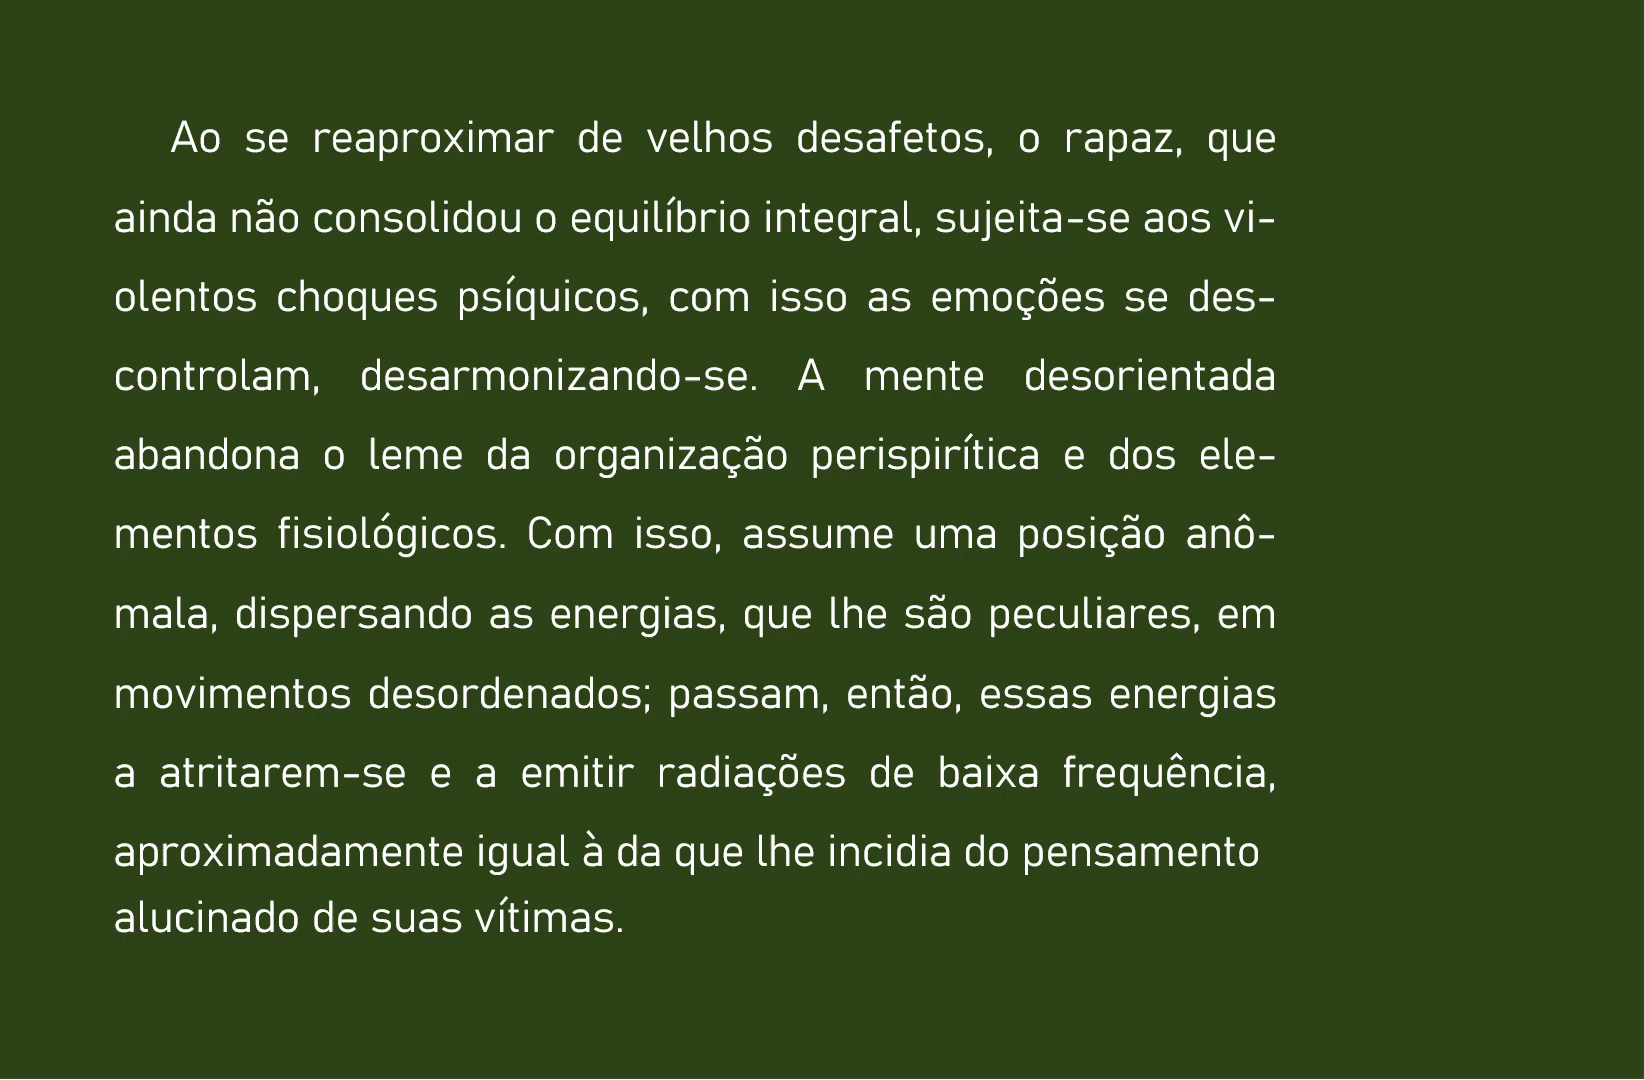 Ao se reaproximar de velhos desafetos, o rapaz, que
ainda não consolidou o equilíbrio integral, sujeita-se aos vi-
olentos choques psíquicos, com isso as emoções se des-
controlam, desarmonizando-se. A mente desorientada
abandona o leme da organização perispirítica e dos ele-
mentos fisiológicos. Com isso, assume uma posição anô-
mala, dispersando as energias, que lhe são peculiares, em
movimentos desordenados; passam, então, essas energias
a atritarem-se e a emitir radiações de baixa frequência,
aproximadamente igual à da que lhe incidia do pensamento
alucinado de suas vítimas.